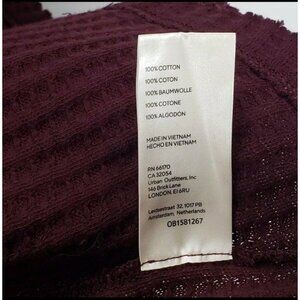 100% COTTON
100% COTON
100% BAUMWOLLE
100% COTONE
100% ALGODÓN
MADE IN VIETNAM
HECHO EN VIETNAM
RN 66170
CA 32054
Urban Outfitters, Inc
146 Brick Lane
LONDON, E1 6RU
Leidsestraat 32, 1017 PB
Amsterdam, Netherlands
OB1581267